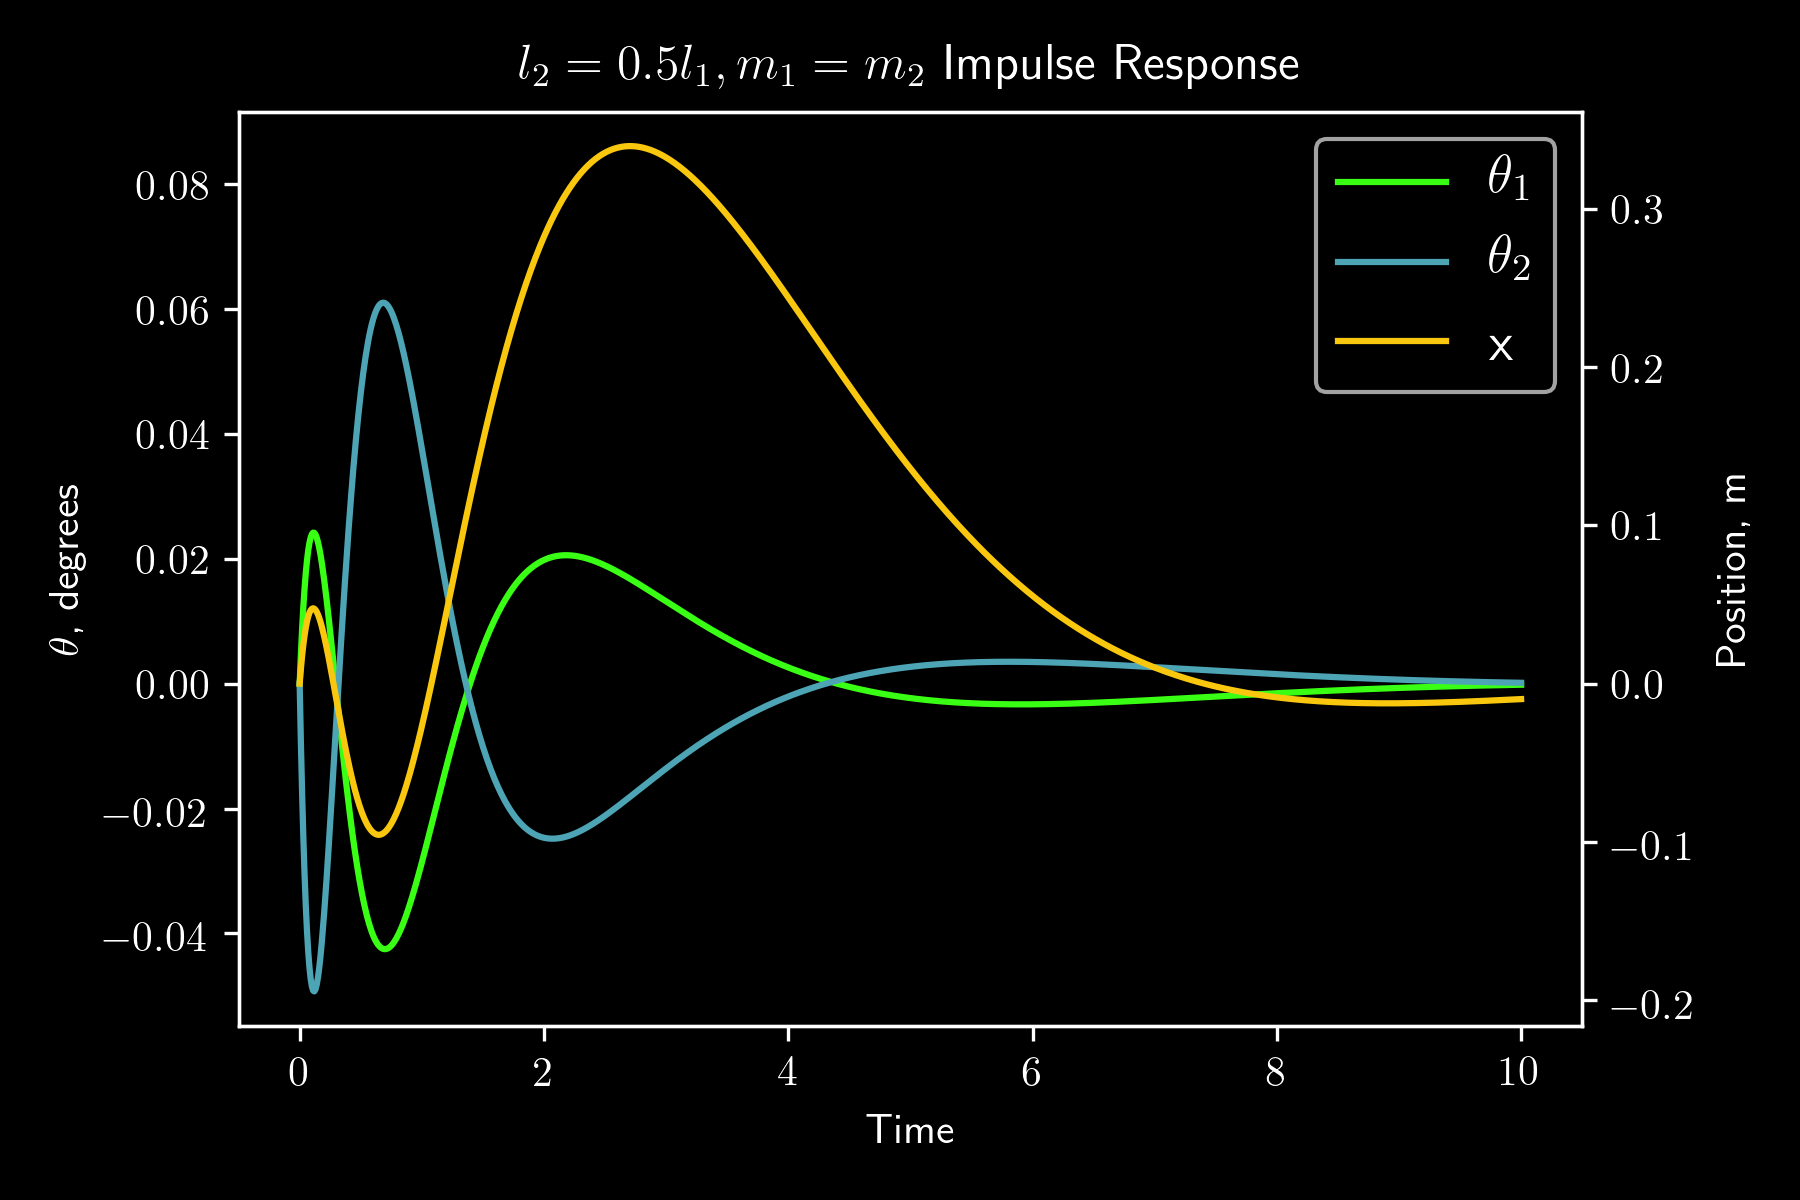 l₂ = 0.5l₁, m₁ = m₂ Impulse Response
θ₁
θ₂
x
θ, degrees
0.08
0.06
0.04
0.02
0.00
−0.02
−0.04
0.3
0.2
0.1
0.0
−0.1
−0.2
Position, m
0 2 4 6 8 10
Time